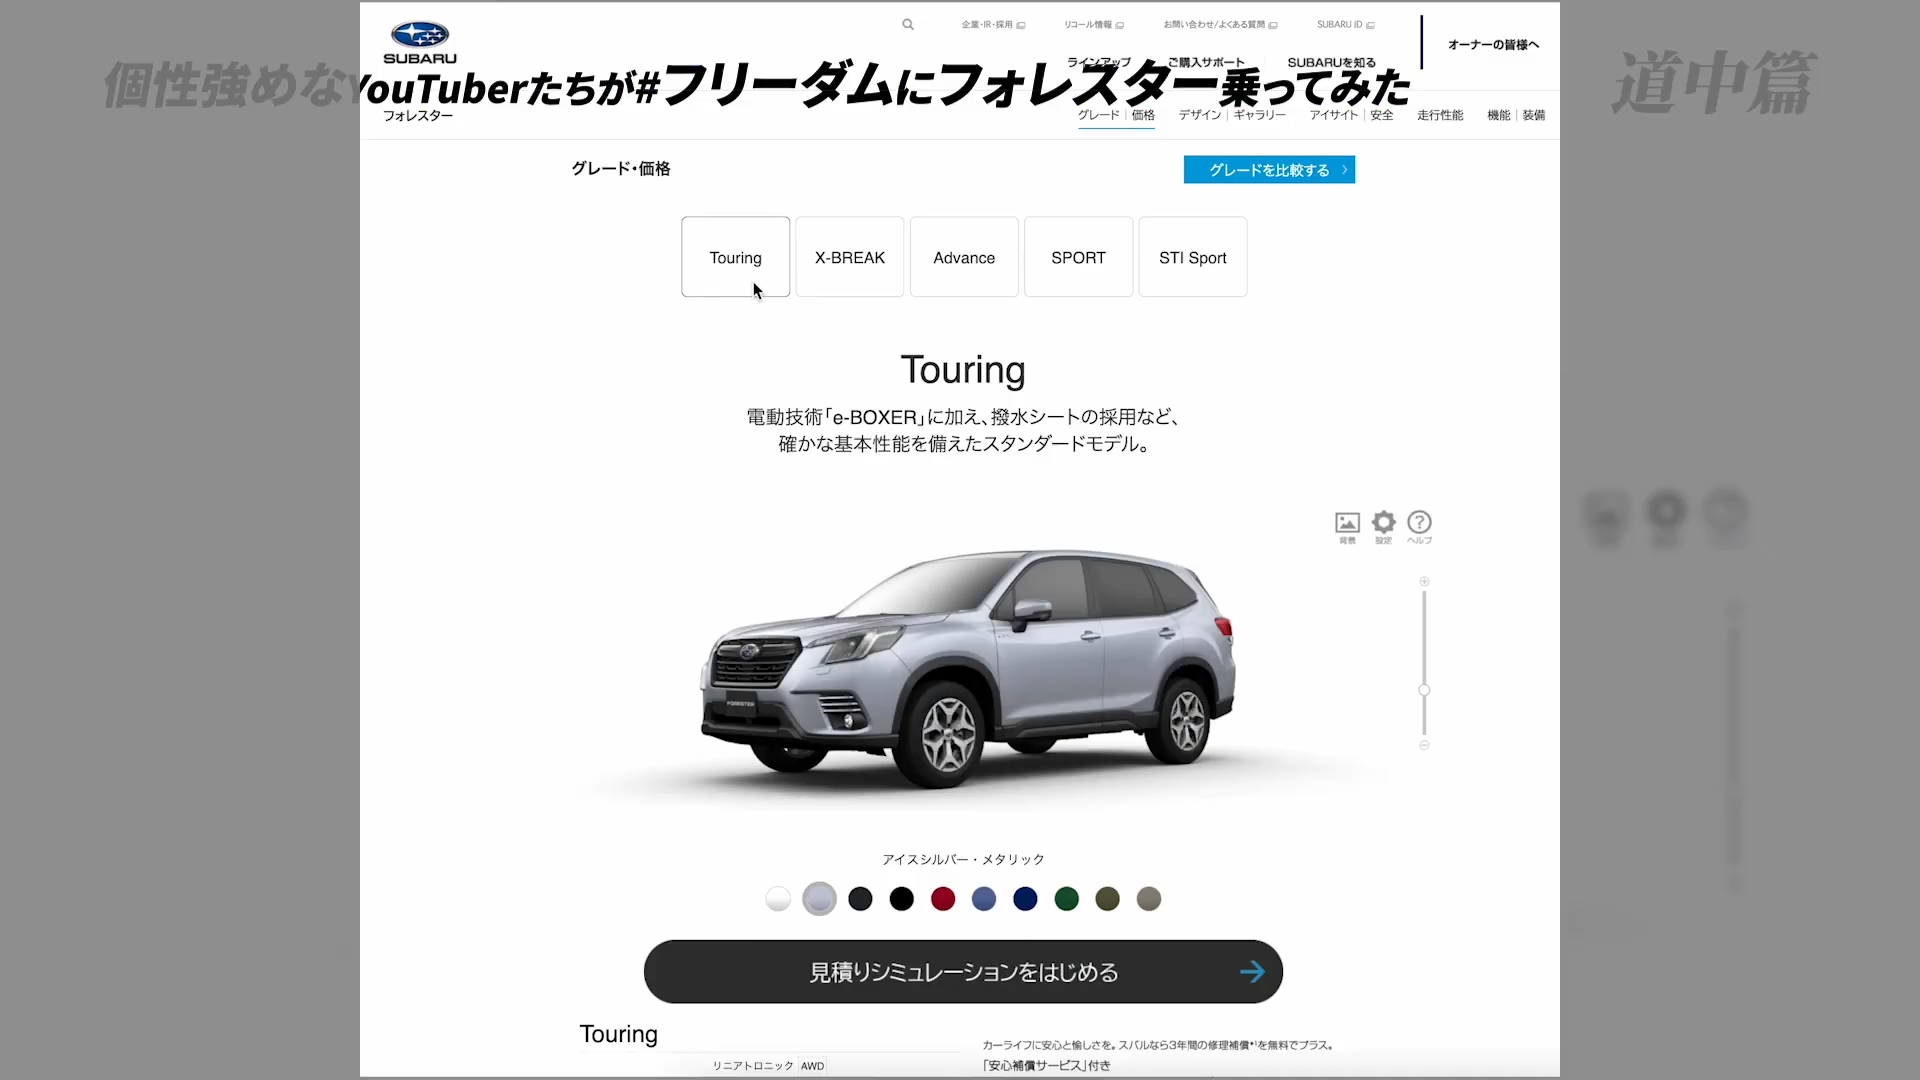 企業・IR・採用
リコール情報
お問い合わせ/よくある質問
SUBARU ID
オーナーの皆様へ
SUBARU
ラインアップ
ご購入サポート
SUBARUを知る
個性強めなYouTuberたちが#フリーダムにフォレスター乗ってみた
道中篇
フォレスター
グレード | 価格
デザイン | ギャラリー
アイサイト | 安全
走行性能
機能 | 装備
グレード・価格
グレードを比較する
Touring
X-BREAK
Advance
SPORT
STI Sport
Touring
電動技術「e-BOXER」に加え、撥水シートの採用など、
確かな基本性能を備えたスタンダードモデル。
背景
設定
ヘルプ
FORESTER
アイスシルバー・メタリック
見積りシミュレーションをはじめる
Touring
リニアトロニック AWD
カーライフに安心と愉しさを。スバルなら3年間の修理補償*¹を無料でプラス。
「安心補償サービス」付き